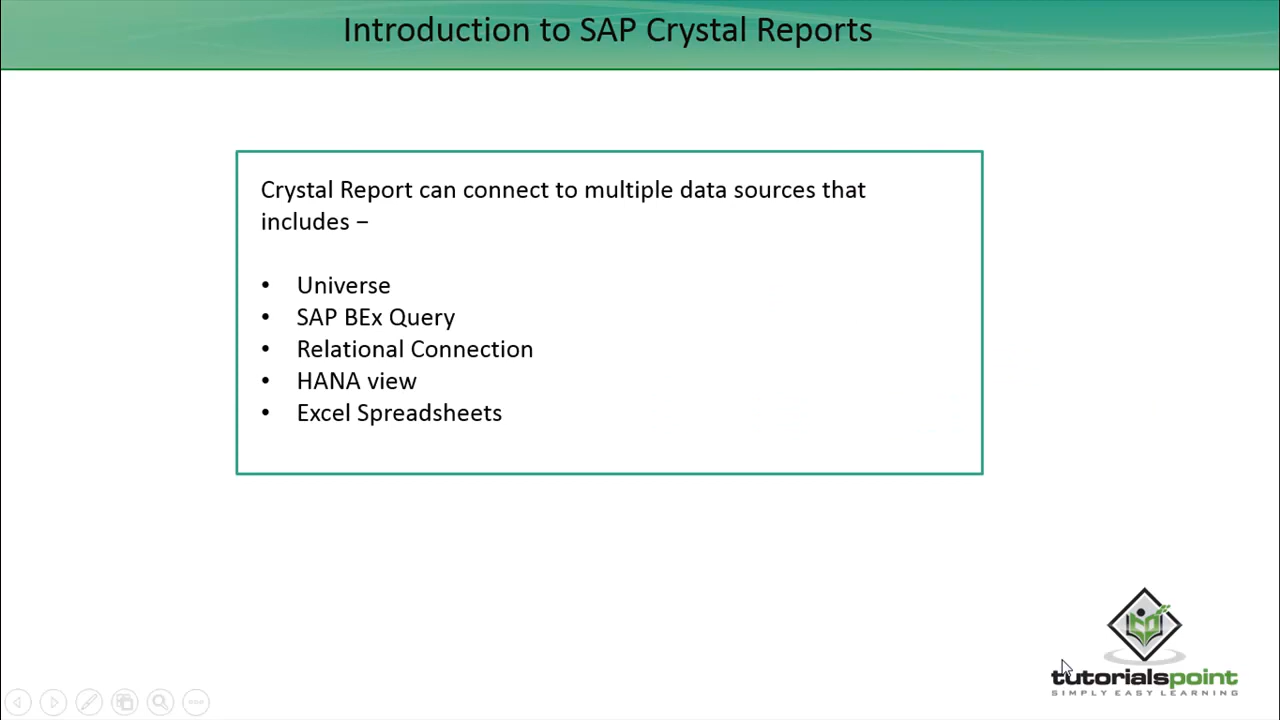 Introduction to SAP Crystal Reports
Crystal Report can connect to multiple data sources that
includes –
• Universe
• SAP BEx Query
• Relational Connection
• HANA view
• Excel Spreadsheets
tutorialspoint
SIMPLY EASY LEARNING